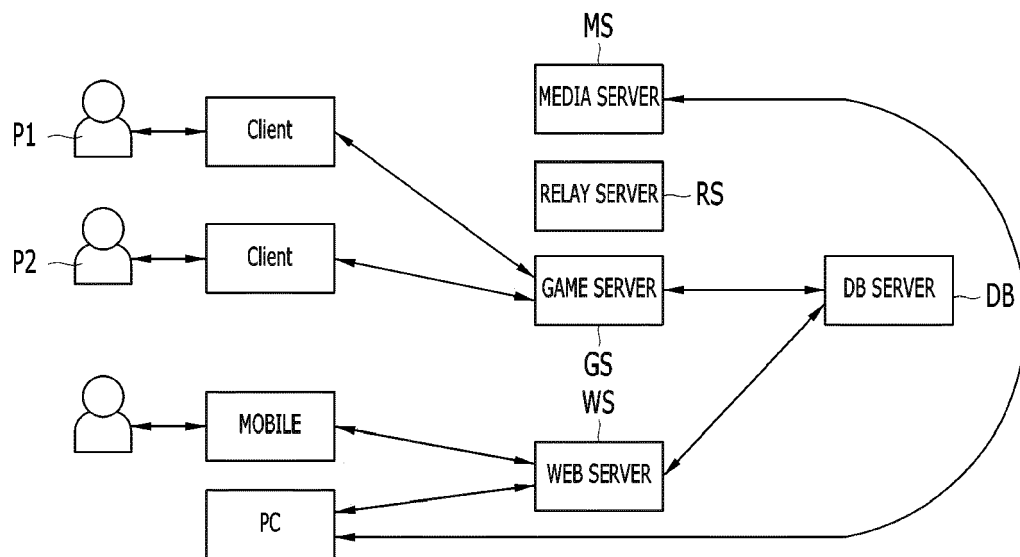 MS
MEDIA SERVER
P1
Client
RELAY SERVER
RS
P2
Client
GAME SERVER
DB SERVER
DB
GS
WS
MOBILE
WEB SERVER
PC